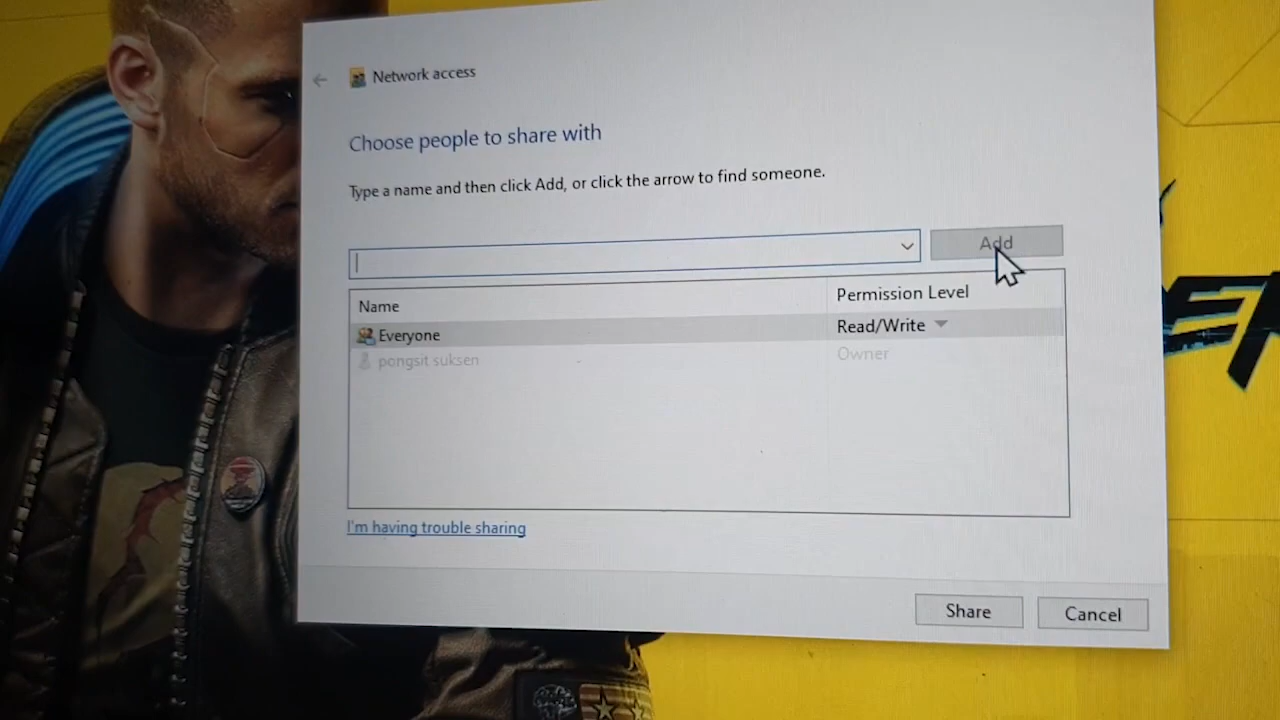 Network access
Choose people to share with
Type a name and then click Add, or click the arrow to find someone.
Add
Name
Permission Level
Everyone
Read/Write
pongsit suksen
Owner
I'm having trouble sharing
Share
Cancel